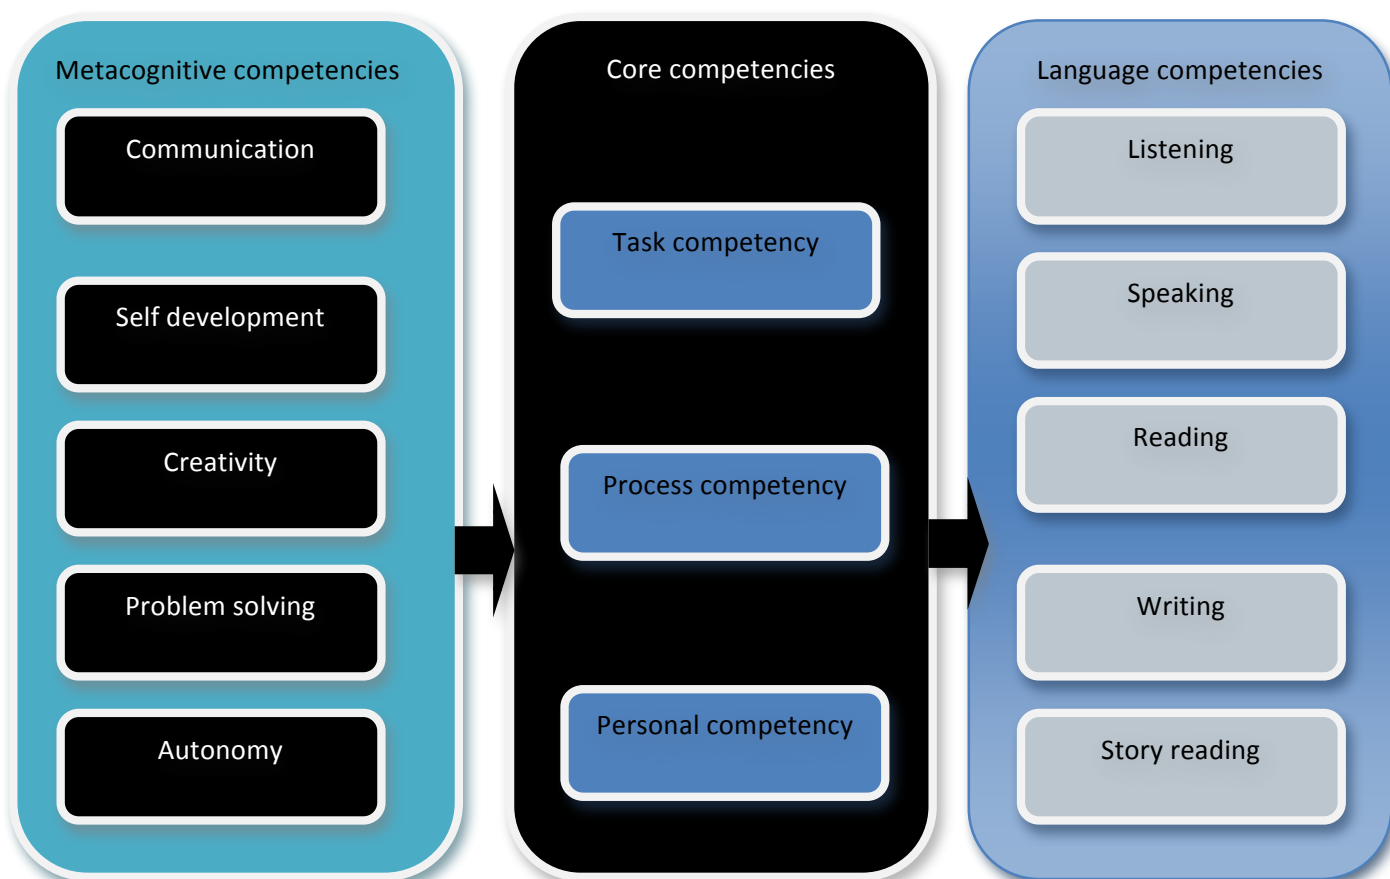 Metacognitive competencies
Communication
Self development
Creativity
Problem solving
Autonomy
Core competencies
Task competency
Process competency
Personal competency
Language competencies
Listening
Speaking
Reading
Writing
Story reading